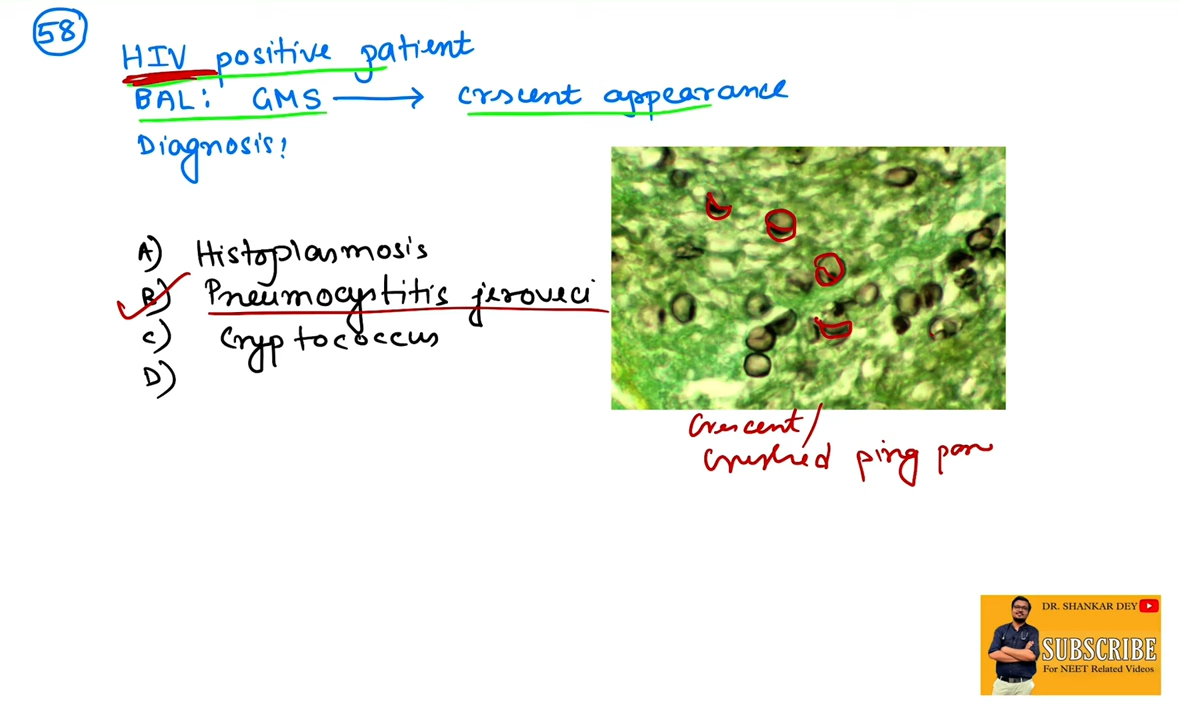 58
HIV positive patient
BAL: GMS → crscent appearance
Diagnosis?
A) Histoplasmosis
B) Pneumocystitis jeroveci
C) Cryptococcus
D)
Crescent/
crushed ping pon
DR. SHANKAR DEY
SUBSCRIBE
For NEET Related Videos